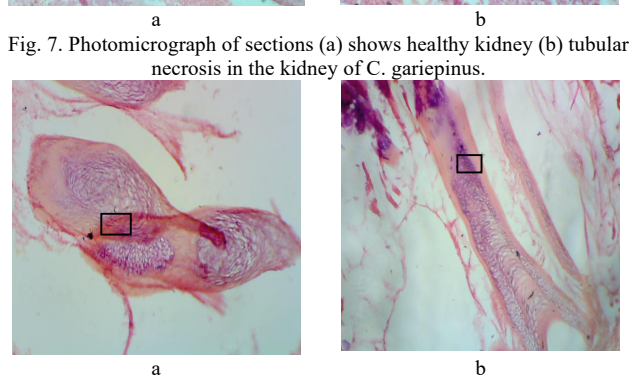 a
b
Fig. 7. Photomicrograph of sections (a) shows healthy kidney (b) tubular
necrosis in the kidney of C. gariepinus.
a
b